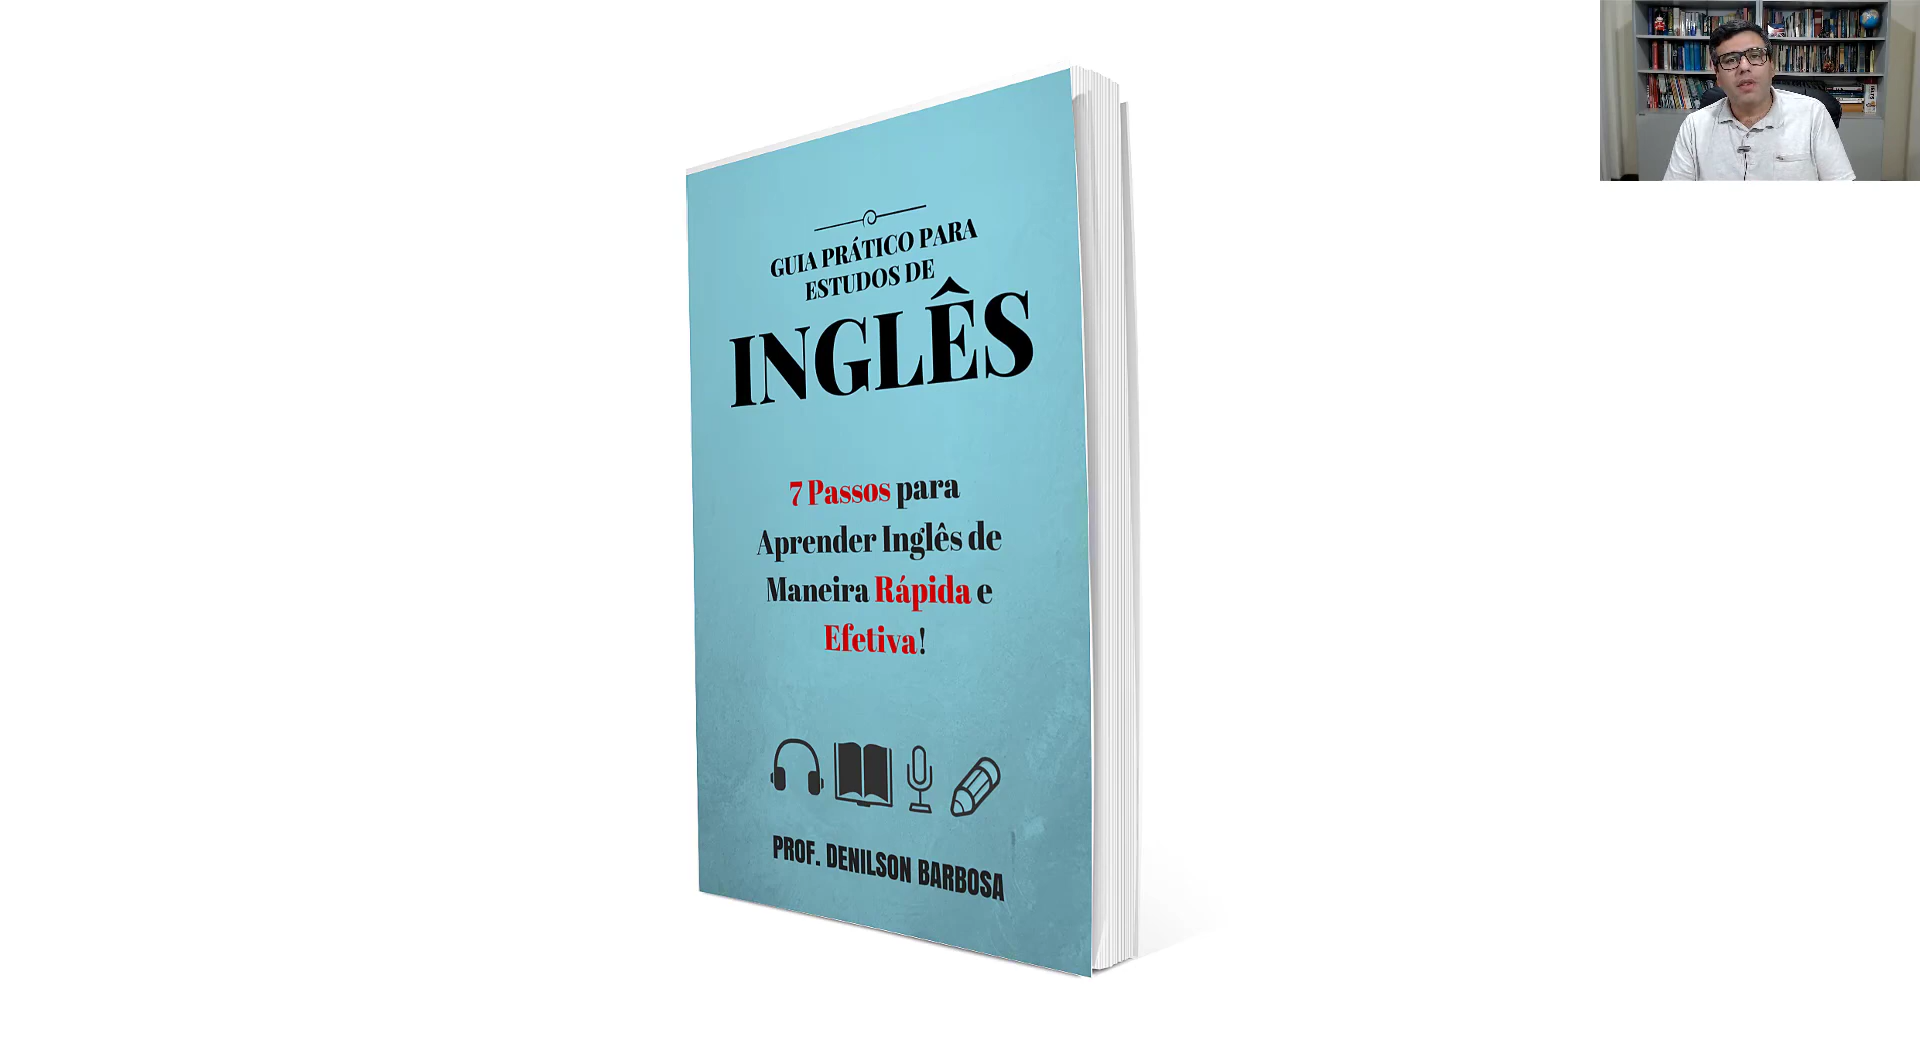 GUIA PRÁTICO PARA
ESTUDOS DE
INGLÊS
7 Passos para
Aprender Inglês de
Maneira Rápida e
Efetiva!
PROF. DENILSON BARBOSA